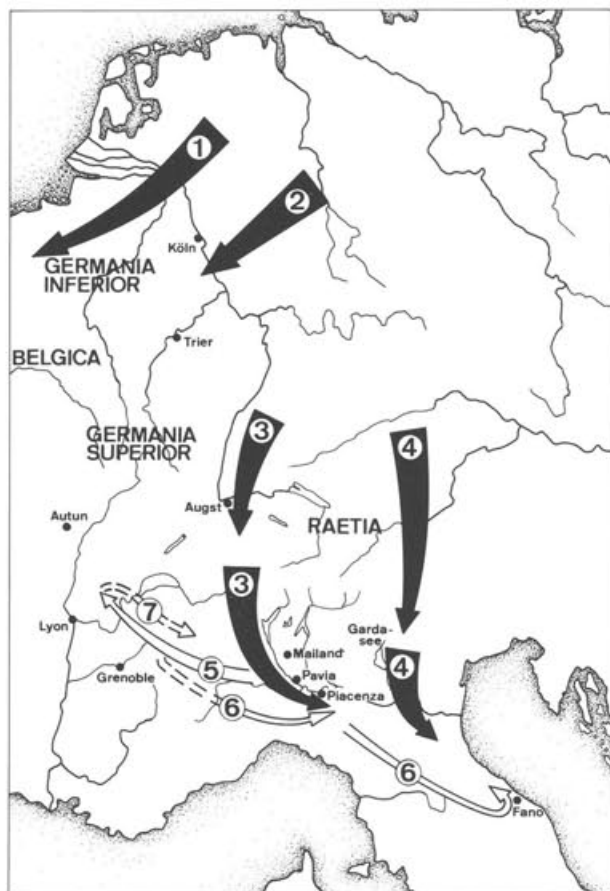 1
2
Köln
GERMANIA
INFERIOR
Trier
BELGICA
GERMANIA
SUPERIOR
3
4
Augst
Autun
RAETIA
3
7
Garda-
see
Lyon
Mailand
4
5
Grenoble
Pavia
Piacenza
6
6
Fano